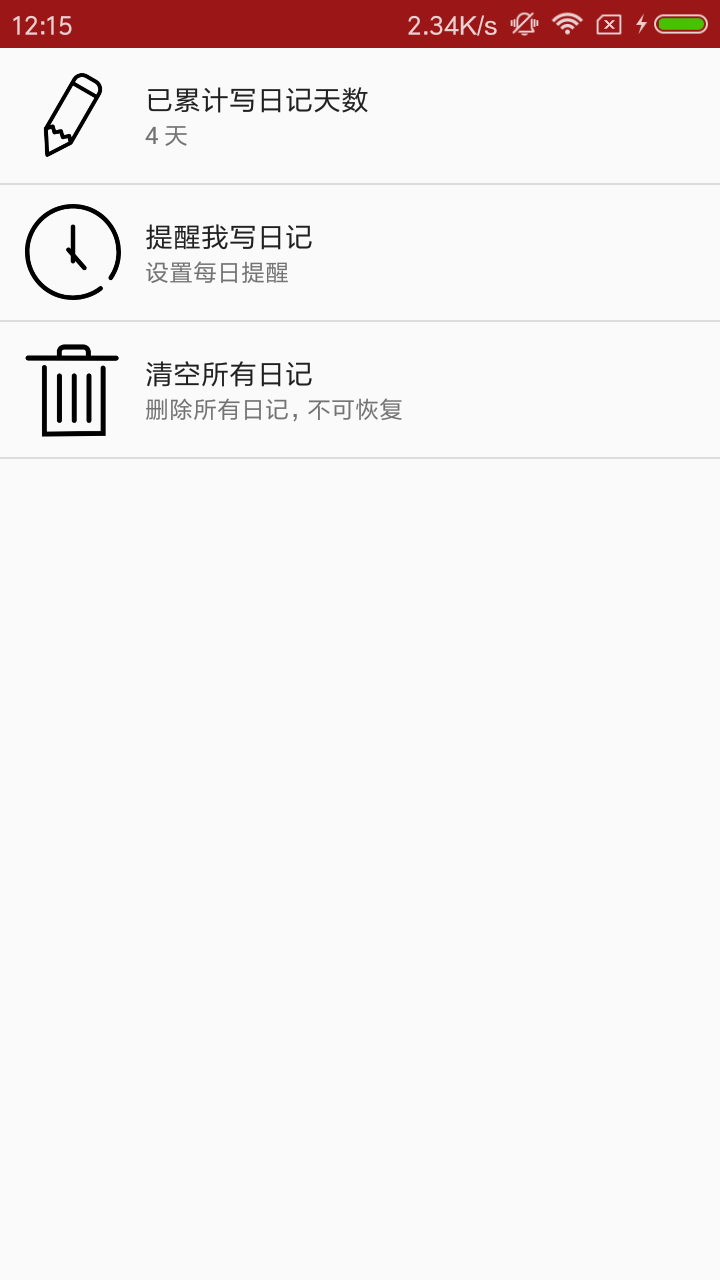 12:15 2.34K/s
已累计写日记天数
4 天
提醒我写日记
设置每日提醒
清空所有日记
删除所有日记，不可恢复